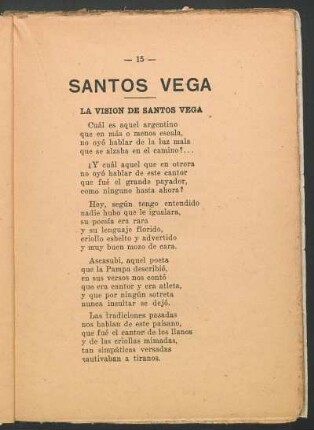 — 15 —
SANTOS VEGA
LA VISION DE SANTOS VEGA
Cuál es aquel argentino
que en más o menos escala,
no oyó hablar de la luz mala
que se alzaba en el camino?...
¿Y cuál aquel que en otrora
no oyó hablar de este cantor
que fué el grande payador,
como ninguno hasta ahora?
Hoy, según tengo entendido
nadie hubo que le igualara,
su poesía era rara
y su lenguaje florido,
criollo esbelto y advertido
y muy buen mozo de cara.
Ascasubi, aquel poeta
que la Pampa describió,
en sus versos nos contó
que era cantor y era atleta,
y que por ningún sotreta
nunca insultar se dejó.
Las tradiciones pasadas
nos hablan de este paisano,
que fué el cantor de los llanos
y de las criollas mimadas,
tan simpáticas versadas
cautivaban a tiranos.